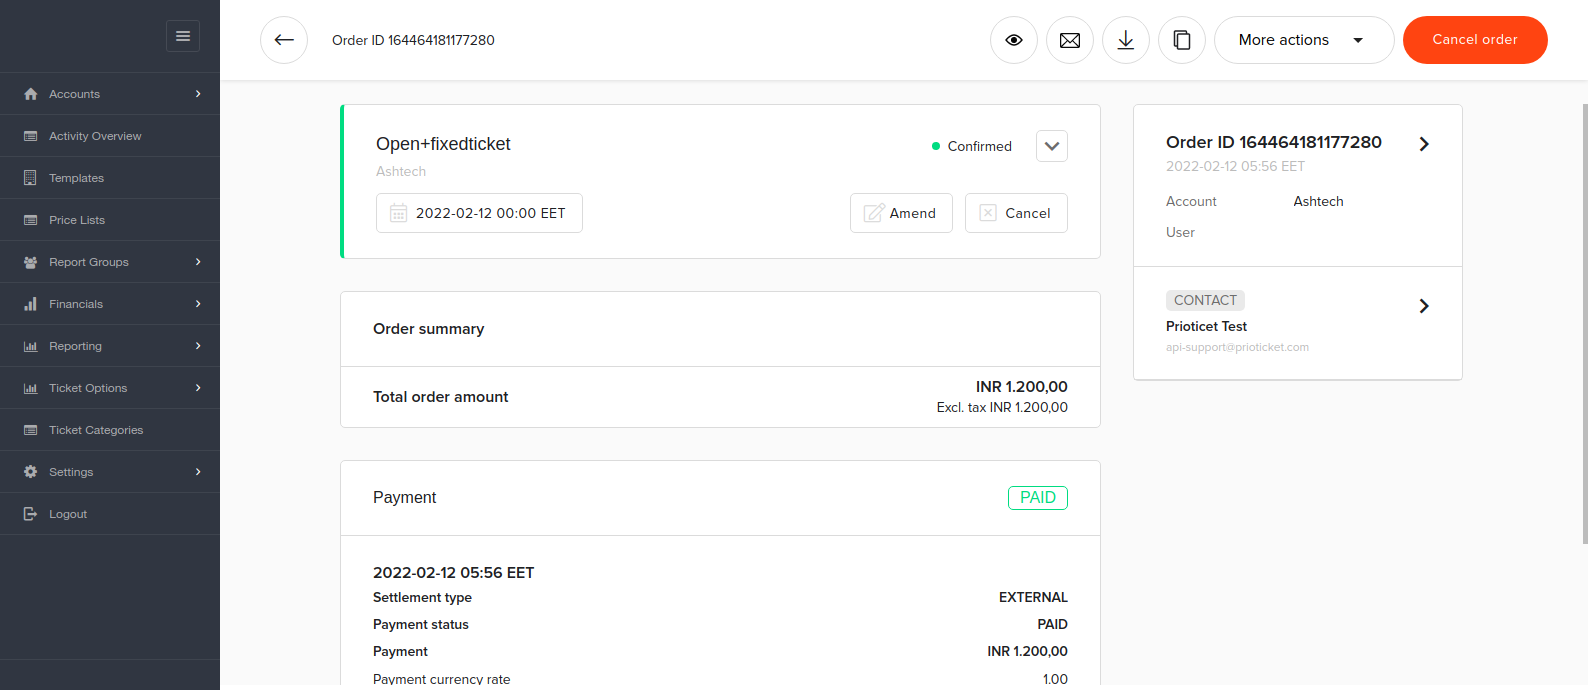 Order ID 164464181177280
More actions
Cancel order
Accounts
Activity Overview
Templates
Price Lists
Report Groups
Financials
Reporting
Ticket Options
Ticket Categories
Settings
Logout
Open+fixedticket
Confirmed
Ashtech
2022-02-12 00:00 EET
Amend
Cancel
Order summary
Total order amount
INR 1.200,00
Excl. tax INR 1.200,00
Payment
PAID
2022-02-12 05:56 EET
Settlement type
EXTERNAL
Payment status
PAID
Payment
INR 1.200,00
Payment currency rate
1.00
Order ID 164464181177280
2022-02-12 05:56 EET
Account
Ashtech
User
CONTACT
Prioticet Test
api-support@prioticket.com